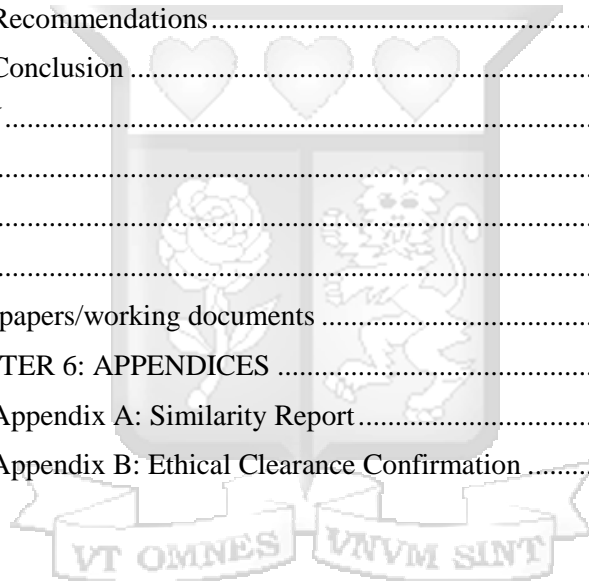 Recommendations
Conclusion
papers/working documents
TER 6: APPENDICES
Appendix A: Similarity Report
Appendix B: Ethical Clearance Confirmation
VT OMNES VNVM SINT